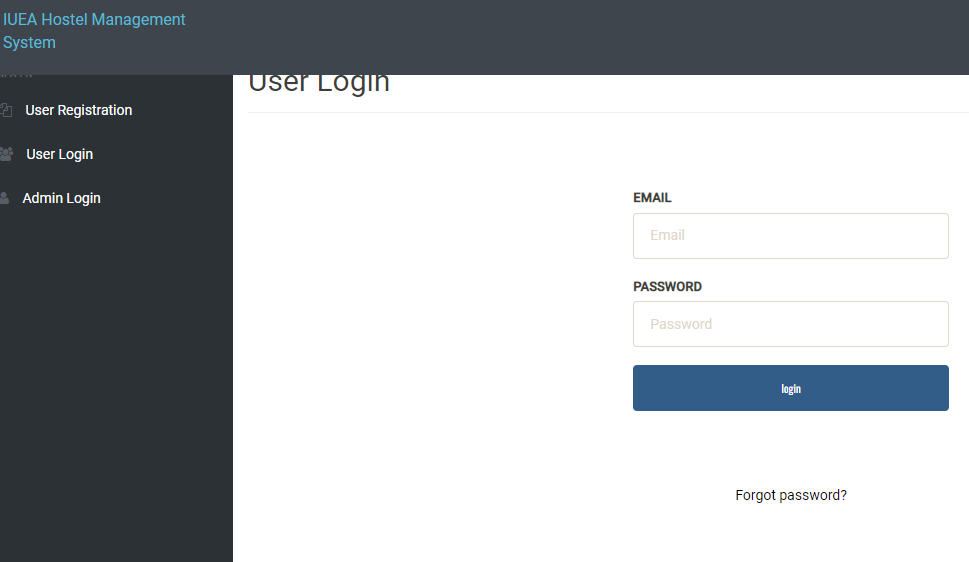 IUEA Hostel Management
System
User Login
User Registration
User Login
Admin Login
EMAIL
Email
PASSWORD
Password
login
Forgot password?